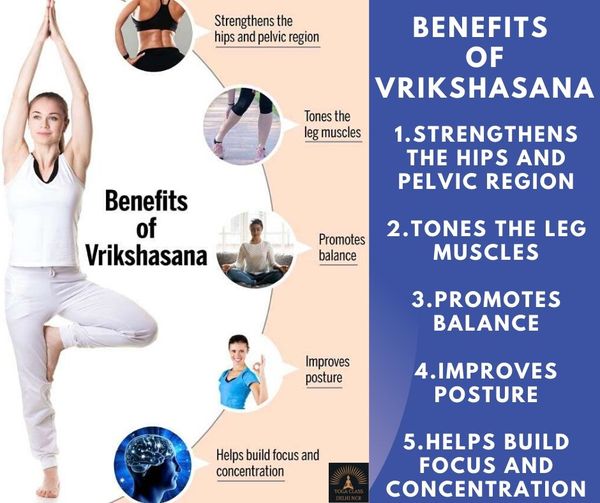 Strengthens the
hips and pelvic region
Tones the
leg muscles
Benefits
of
Vrikshasana
Promotes
balance
Improves
posture
Helps build focus and
concentration
YOGA CLASS
DELHI NCR
BENEFITS
OF
VRIKSHASANA
1.STRENGTHENS
THE HIPS AND
PELVIC REGION
2.TONES THE LEG
MUSCLES
3.PROMOTES
BALANCE
4.IMPROVES
POSTURE
5.HELPS BUILD
FOCUS AND
CONCENTRATION